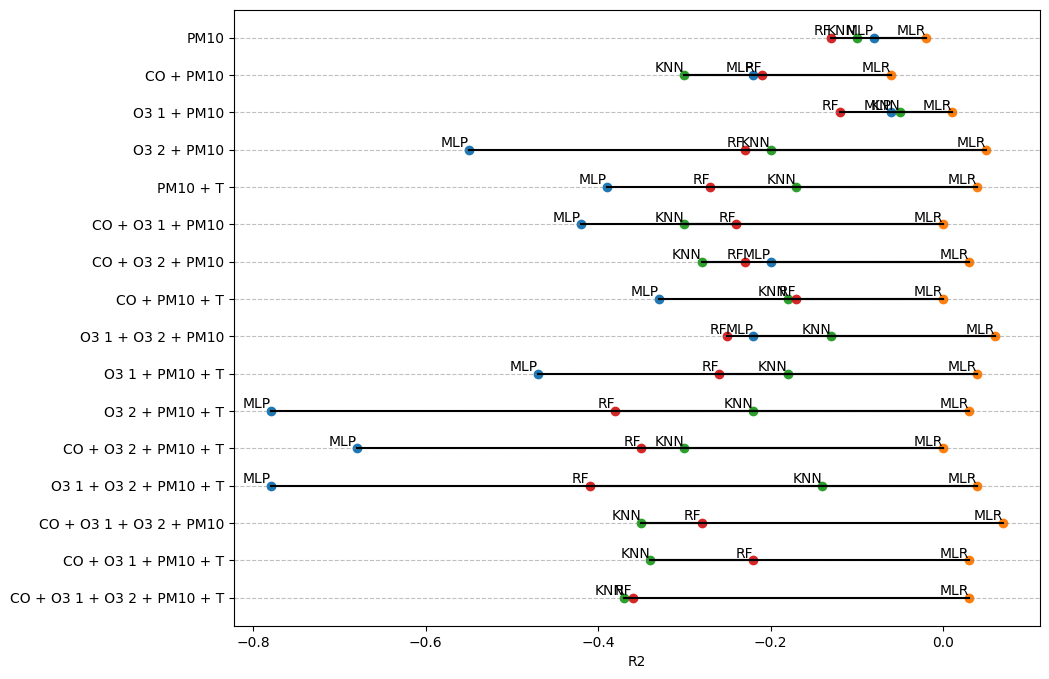 PM10 RF KNN MLP MLR
CO + PM10 KNN MLP RF MLR
O3 1 + PM10 RF MLP KNN MLR
O3 2 + PM10 MLP RF KNN MLR
PM10 + T MLP RF KNN MLR
CO + O3 1 + PM10 MLP KNN RF MLR
CO + O3 2 + PM10 KNN RF MLP MLR
CO + PM10 + T MLP KNN RF MLR
O3 1 + O3 2 + PM10 RF MLP KNN MLR
O3 1 + PM10 + T MLP RF KNN MLR
O3 2 + PM10 + T MLP RF KNN MLR
CO + O3 2 + PM10 + T MLP RF KNN MLR
O3 1 + O3 2 + PM10 + T MLP RF KNN MLR
CO + O3 1 + O3 2 + PM10 KNN RF MLR
CO + O3 1 + PM10 + T KNN RF MLR
CO + O3 1 + O3 2 + PM10 + T KNN RF MLR
−0.8 −0.6 −0.4 −0.2 0.0
R2